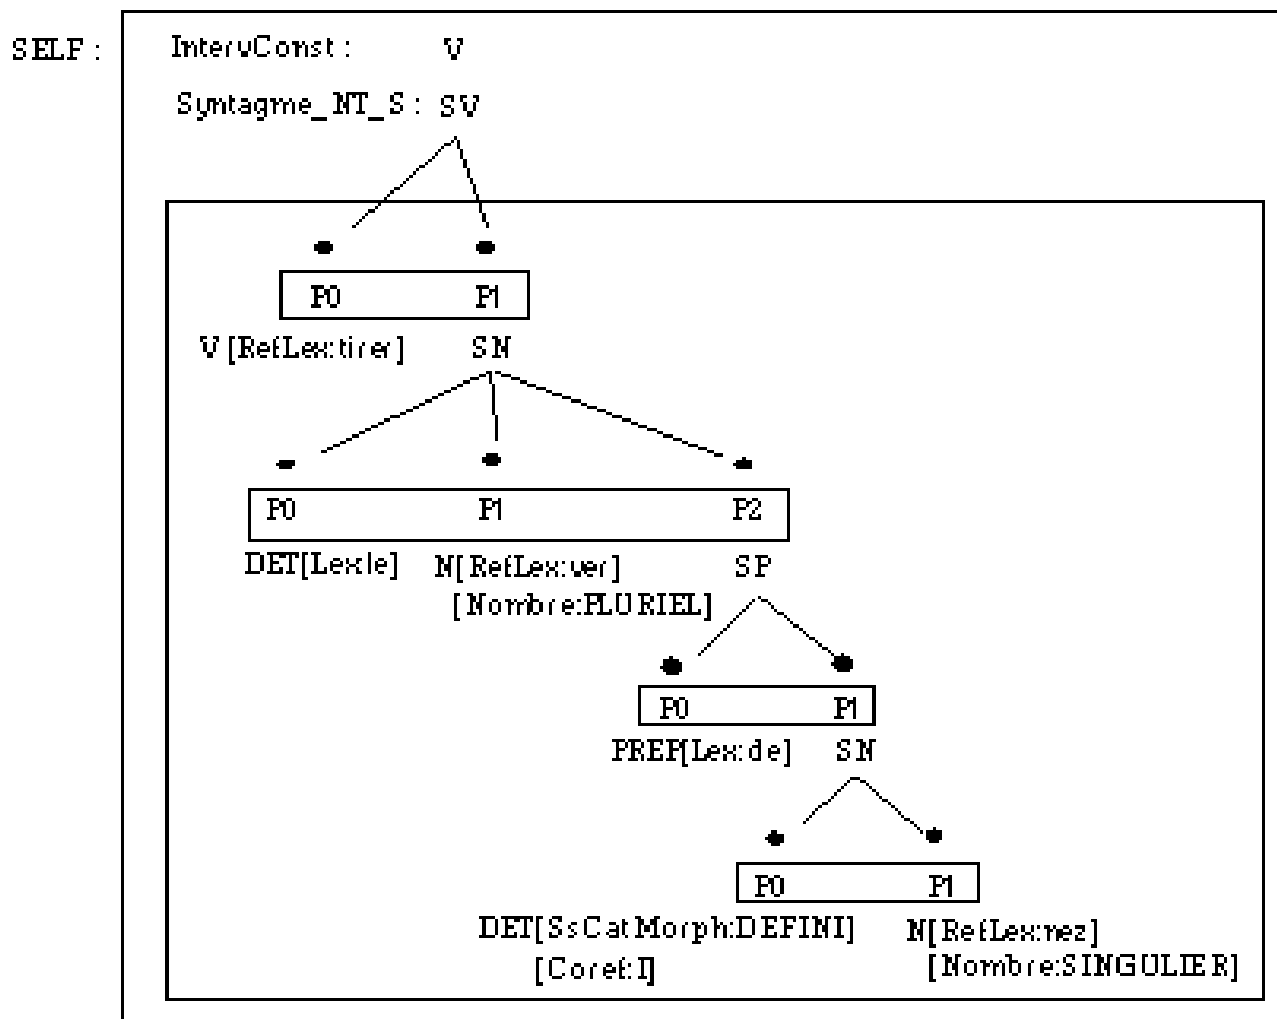 SELF : IntervConst : V
Syntagme_NT_S : SV
P0 P1
V [RefLex:tirer] SN
P0 P1 P2
DET[Lex:le] N[RefLex:ver] SP
[Nombre:PLURIEL]
P0 P1
PREP[Lex:de] SN
P0 P1
DET[SsCatMorph:DEFINI] N[RefLex:nez]
[Coref:I] [Nombre:SINGULIER]